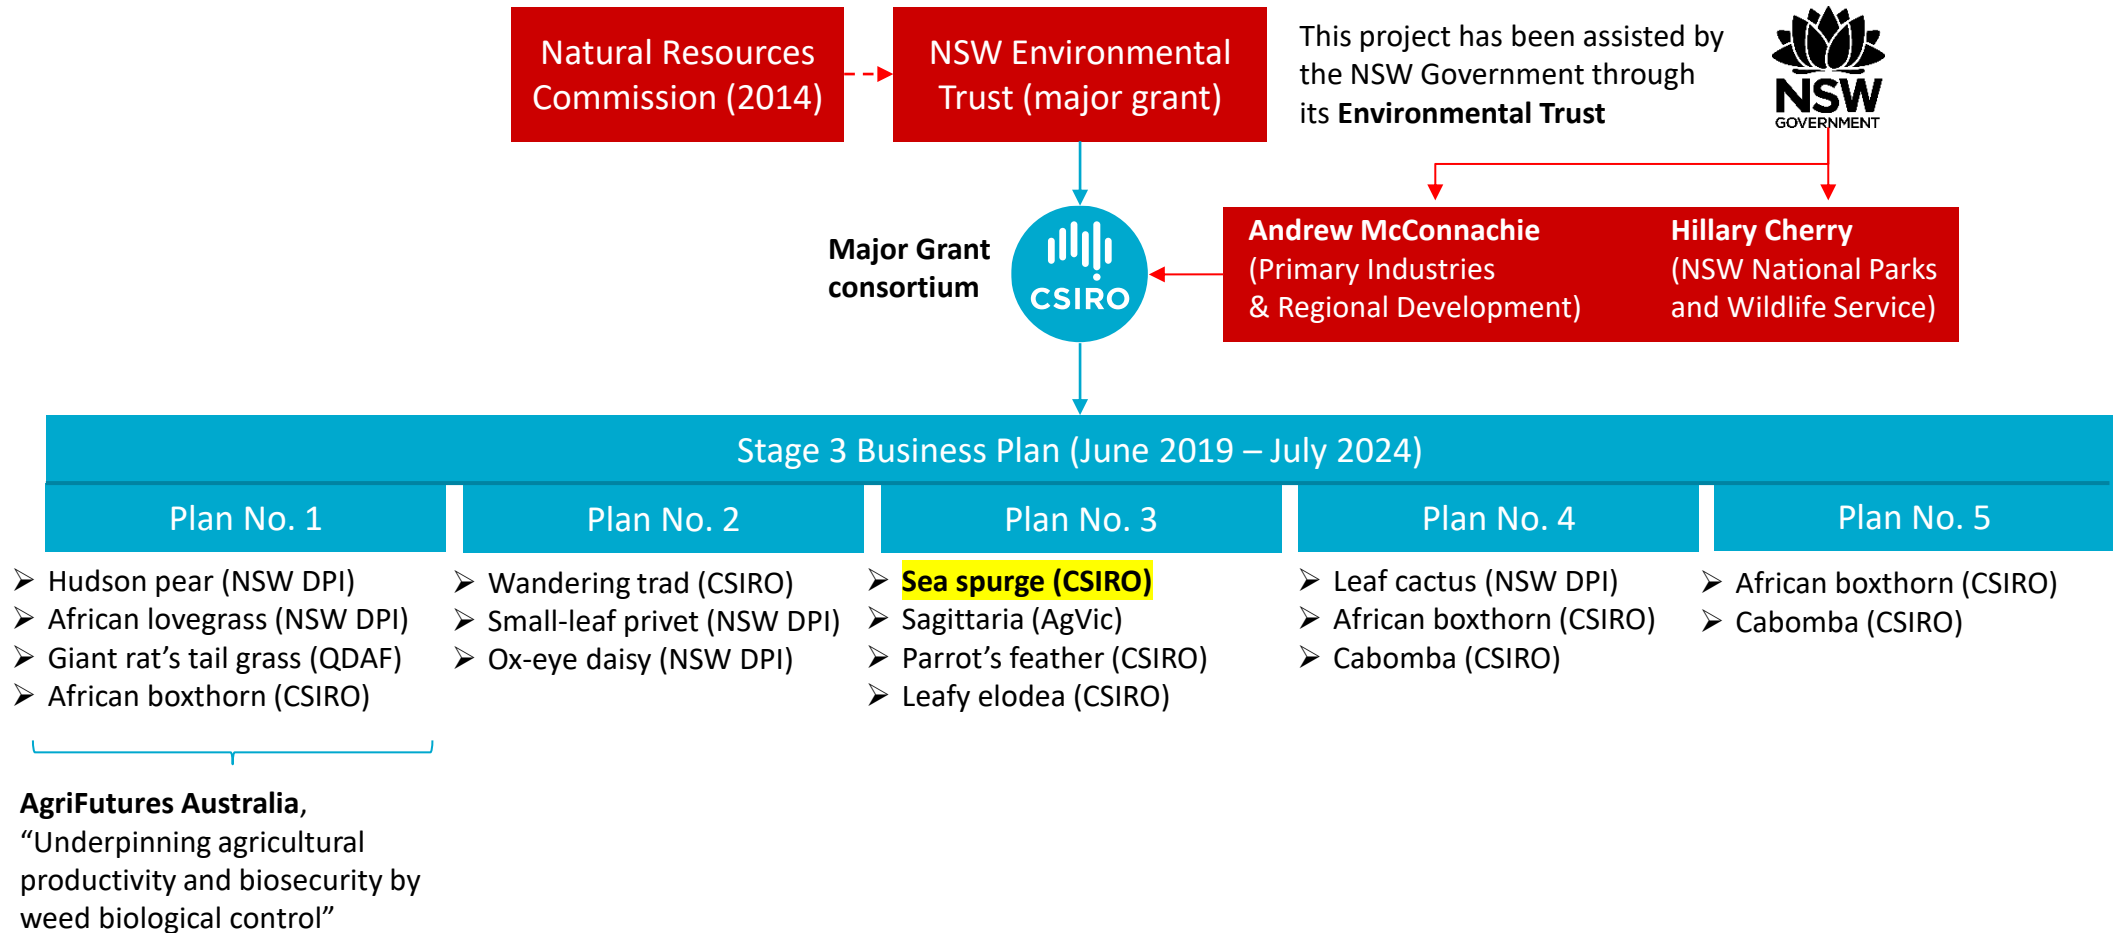 Natural Resources
Commission (2014)
NSW Environmental
Trust (major grant)
This project has been assisted by
the NSW Government through
its Environmental Trust
NSW
GOVERNMENT
Major Grant
consortium
CSIRO
Andrew McConnachie
(Primary Industries
& Regional Development)
Hillary Cherry
(NSW National Parks
and Wildlife Service)
Stage 3 Business Plan (June 2019 – July 2024)
Plan No. 1
Hudson pear (NSW DPI)
African lovegrass (NSW DPI)
Giant rat’s tail grass (QDAF)
African boxthorn (CSIRO)
Plan No. 2
Wandering trad (CSIRO)
Small-leaf privet (NSW DPI)
Ox-eye daisy (NSW DPI)
Plan No. 3
Sea spurge (CSIRO)
Sagittaria (AgVic)
Parrot’s feather (CSIRO)
Leafy elodea (CSIRO)
Plan No. 4
Leaf cactus (NSW DPI)
African boxthorn (CSIRO)
Cabomba (CSIRO)
Plan No. 5
African boxthorn (CSIRO)
Cabomba (CSIRO)
AgriFutures Australia,
“Underpinning agricultural
productivity and biosecurity by
weed biological control”